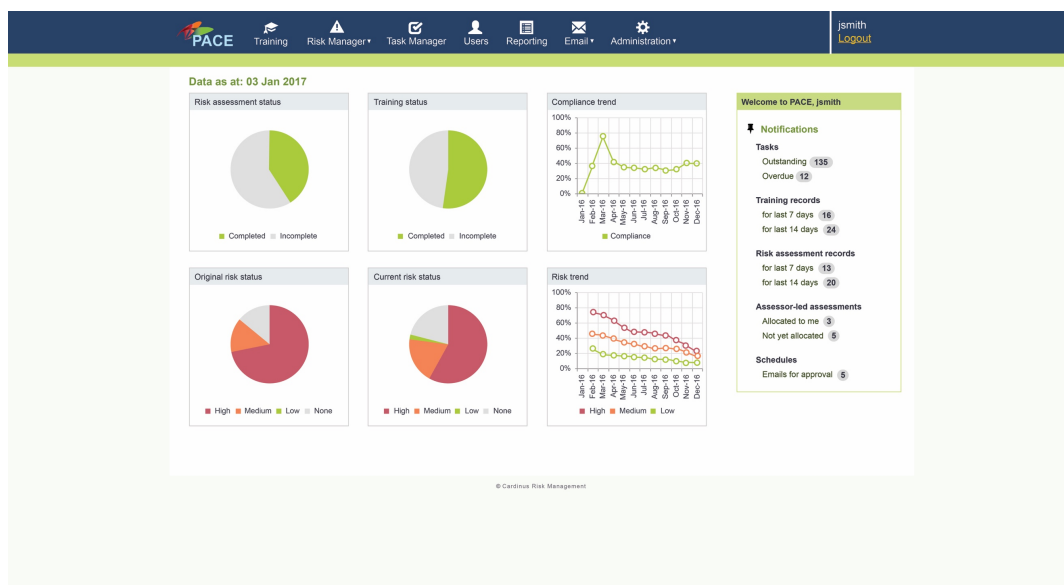 PACE
Training
Risk Manager
Task Manager
Users
Reporting
Email
Administration
jsmith
Logout
Data as at: 03 Jan 2017
Risk assessment status
Completed Incomplete
Training status
Completed Incomplete
Compliance trend
100%
80%
60%
40%
20%
0%
Jan-16
Feb-16
Mar-16
Apr-16
May-16
Jun-16
Jul-16
Aug-16
Sep-16
Oct-16
Nov-16
Dec-16
Compliance
Original risk status
High Medium Low None
Current risk status
High Medium Low None
Risk trend
100%
80%
60%
40%
20%
0%
Jan-16
Feb-16
Mar-16
Apr-16
May-16
Jun-16
Jul-16
Aug-16
Sep-16
Oct-16
Nov-16
Dec-16
High Medium Low
Welcome to PACE, jsmith
Notifications
Tasks
Outstanding 135
Overdue 12
Training records
for last 7 days 16
for last 14 days 24
Risk assessment records
for last 7 days 13
for last 14 days 20
Assessor-led assessments
Allocated to me 3
Not yet allocated 5
Schedules
Emails for approval 5
© Cardinus Risk Management